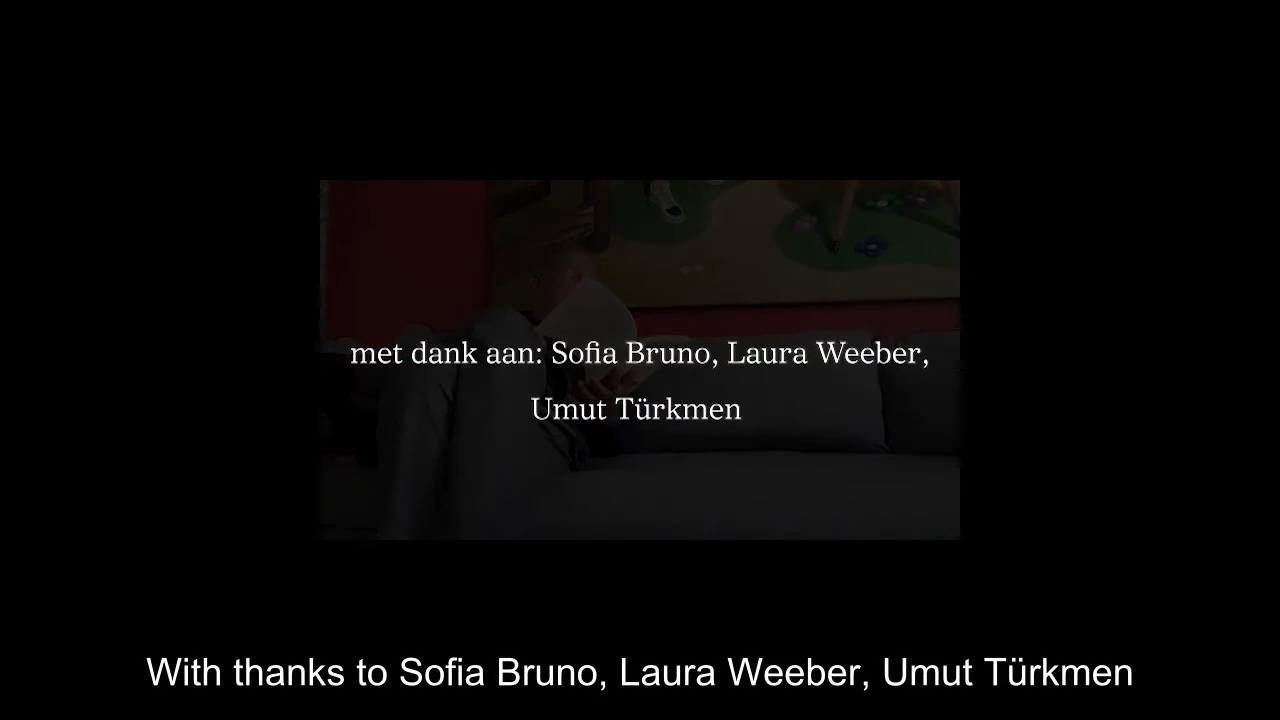 met dank aan: Sofia Bruno, Laura Weeber,
Umut Türkmen
With thanks to Sofia Bruno, Laura Weeber, Umut Türkmen